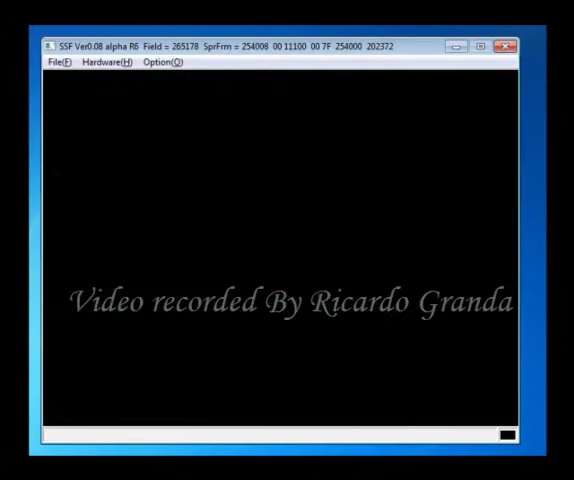 SSF Ver0.08 alpha R6 Field = 265178 SprFrm = 254008 00 11100 00 7F 254000 202372
File(F) Hardware(H) Option(O)
Video recorded By Ricardo Granda